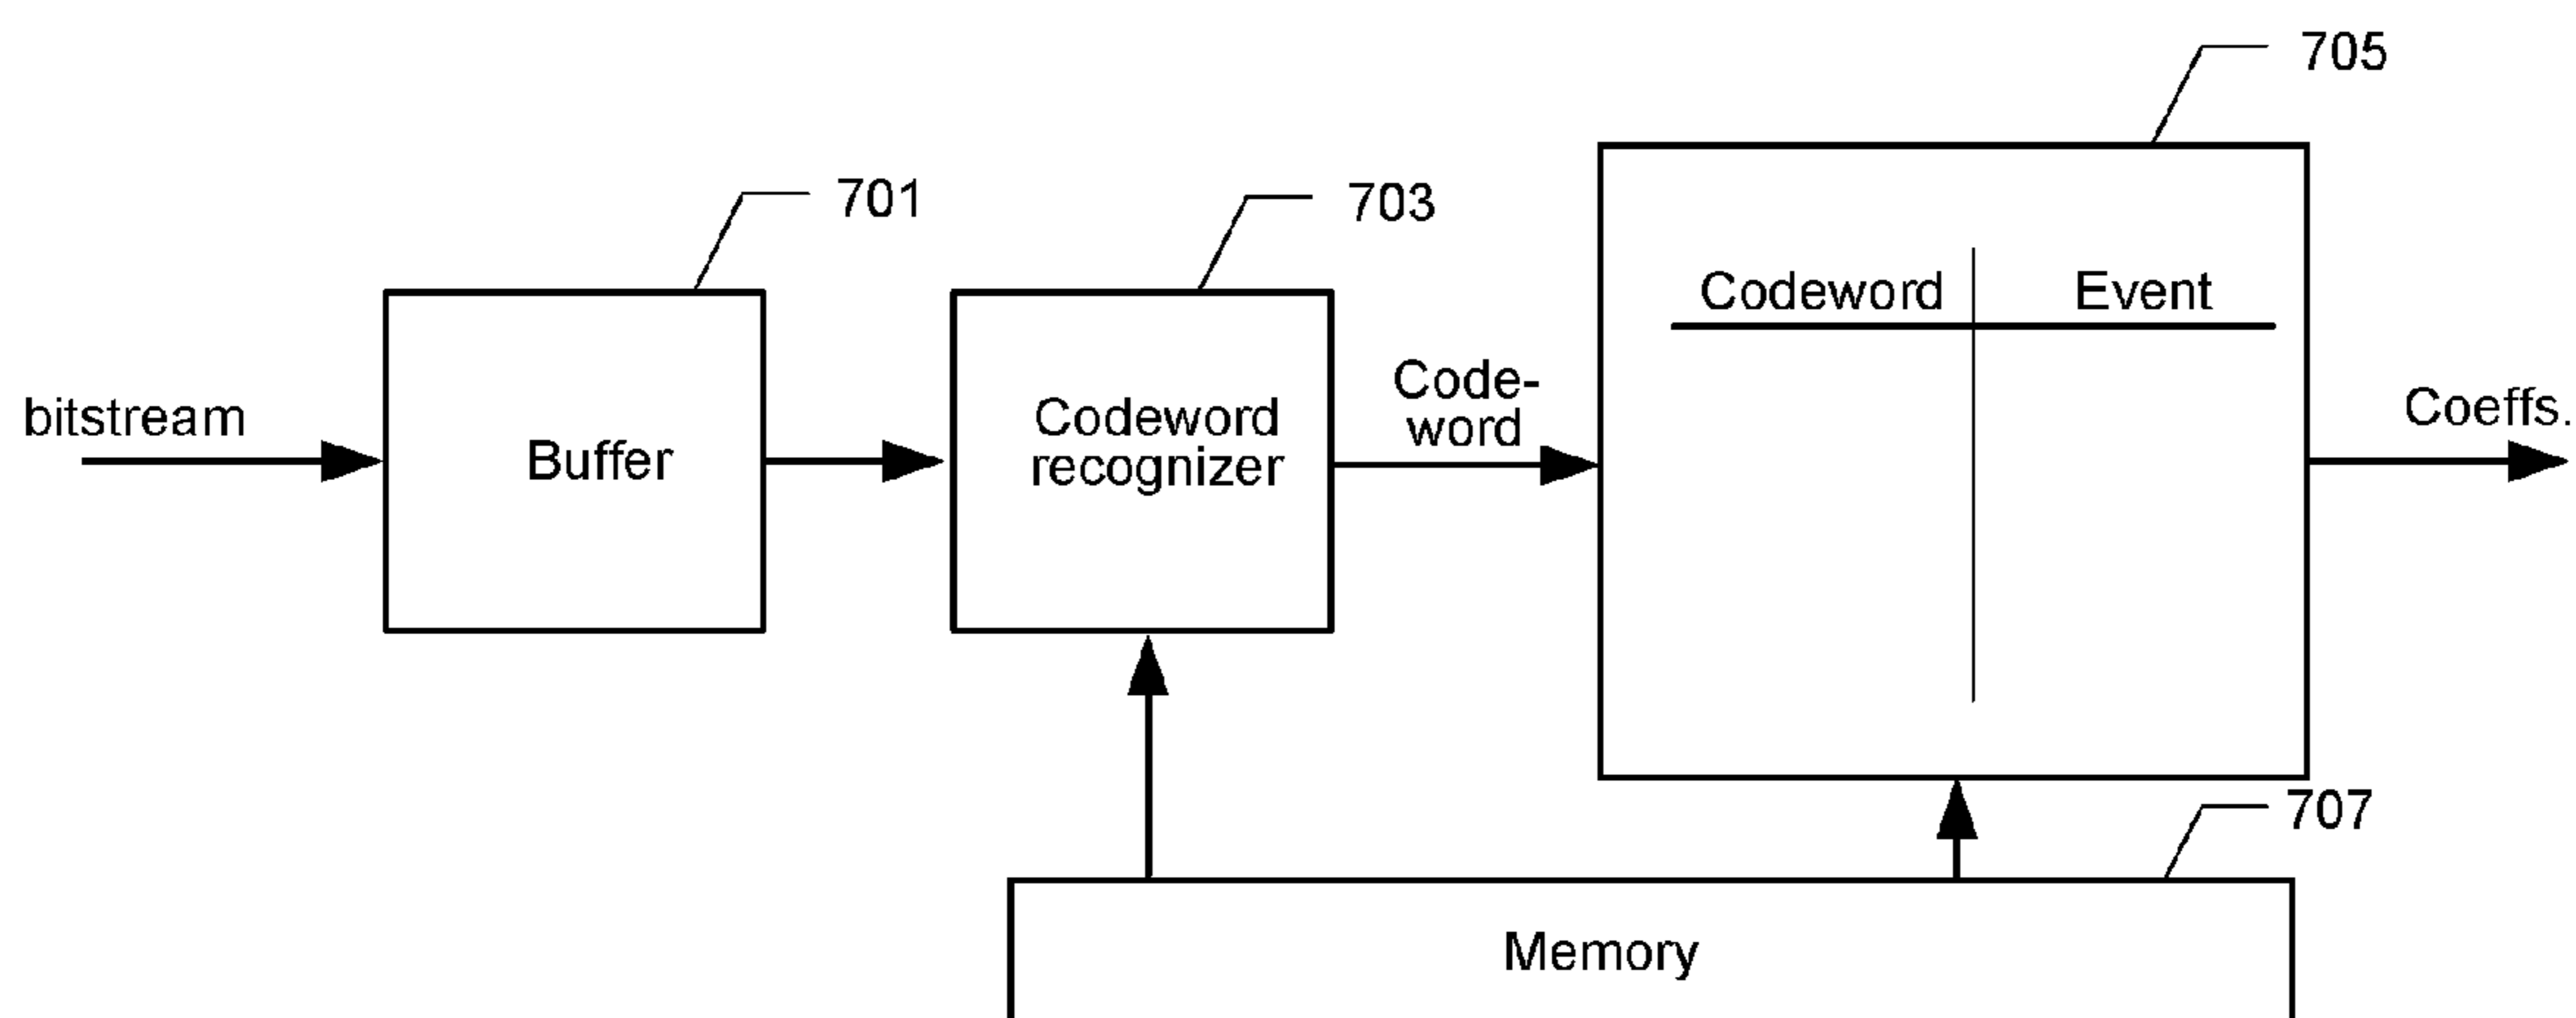 705
701
703
Codeword Event
Code-
word
bitstream
Buffer
Codeword
recognizer
Coeffs.
707
Memory